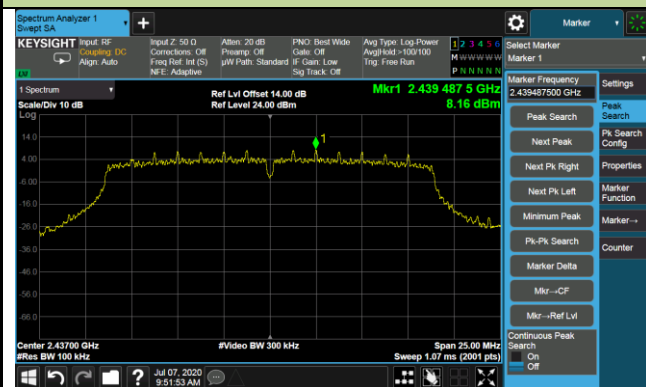 Spectrum Analyzer 1
Swept SA
Marker
KEYSIGHT
Input: RF
Coupling: DC
Align: Auto
Input Z: 50 Ω
Corrections: Off
Freq Ref: Int (S)
NFE: Adaptive
Atten: 20 dB
Preamp: Off
µW Path: Standard
PNO: Best Wide
Gate: Off
IF Gain: Low
Sig Track: Off
Avg Type: Log-Power
Avg|Hold:>100/100
Trig: Free Run
1 2 3 4 5 6
M W W W W W
P N N N N N
Select Marker
Marker 1
Marker Frequency
2.439487500 GHz
Settings
Peak Search
Next Peak
Next Pk Right
Next Pk Left
Minimum Peak
Pk-Pk Search
Marker Delta
Mkr→CF
Mkr→Ref Lvl
Continuous Peak
Search
On
Off
Peak
Search
Pk Search
Config
Properties
Marker
Function
Marker→
Counter
1 Spectrum
Scale/Div 10 dB
Log
Ref Lvl Offset 14.00 dB
Ref Level 24.00 dBm
Mkr1 2.439 487 5 GHz
8.16 dBm
1
14.0
4.00
-6.00
-16.0
-26.0
-36.0
-46.0
-56.0
-66.0
Center 2.43700 GHz
#Res BW 100 kHz
#Video BW 300 kHz
Span 25.00 MHz
Sweep 1.07 ms (2001 pts)
Jul 07, 2020
9:51:53 AM